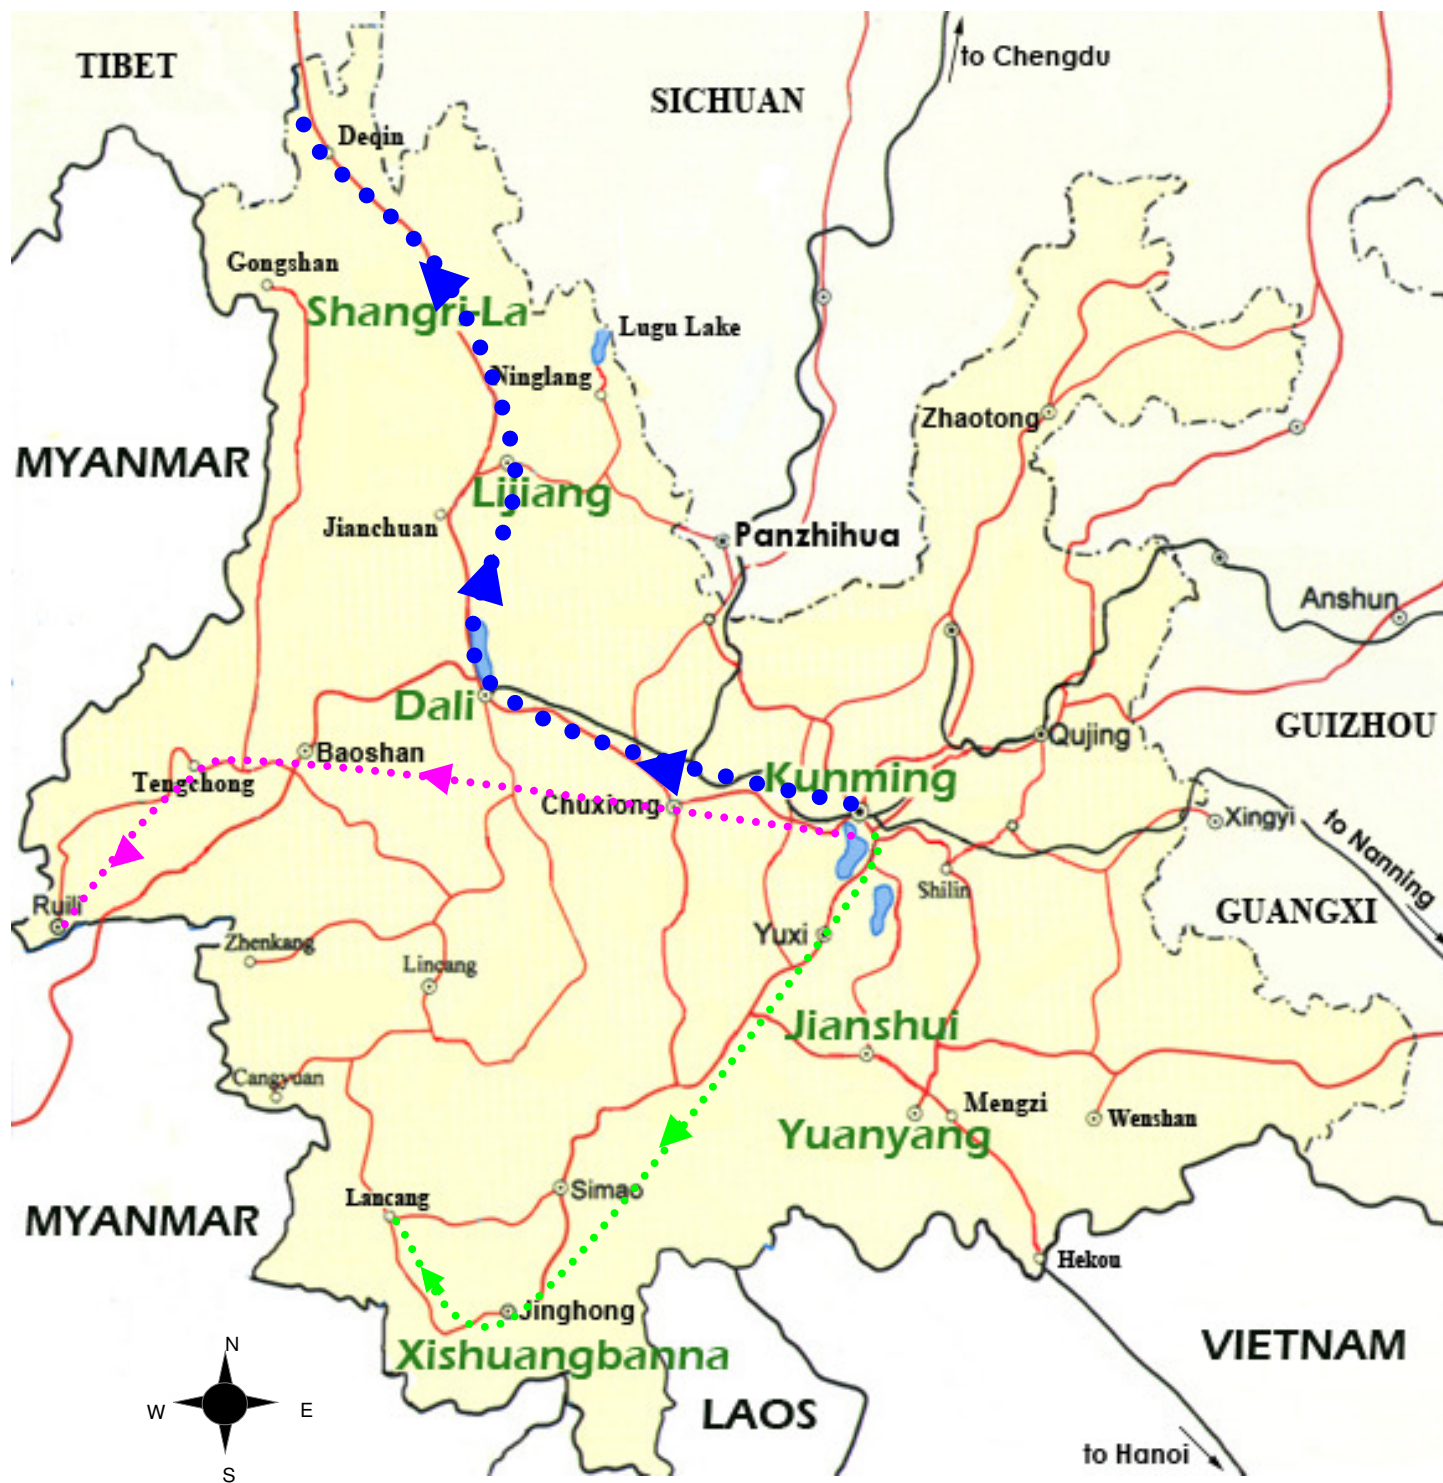 to Chengdu
TIBET
SICHUAN
Deqin
Gongshan
Shangri-La
Lugu Lake
Ninglang
Zhaotong
MYANMAR
Lijiang
Jianchuan
Panzhihua
Anshun
Dali
GUIZHOU
Qujing
Baoshan
Tengchong
Kunming
Chuxiong
Xingyi
to Nanning
Shilin
Ruili
GUANGXI
Yuxi
Zhenkang
Lincang
Jianshui
Cangyuan
Mengzi
Wenshan
Yuanyang
Simao
Lancang
MYANMAR
Hekou
Jinghong
VIETNAM
N
Xishuangbanna
W
E
LAOS
to Hanoi
S